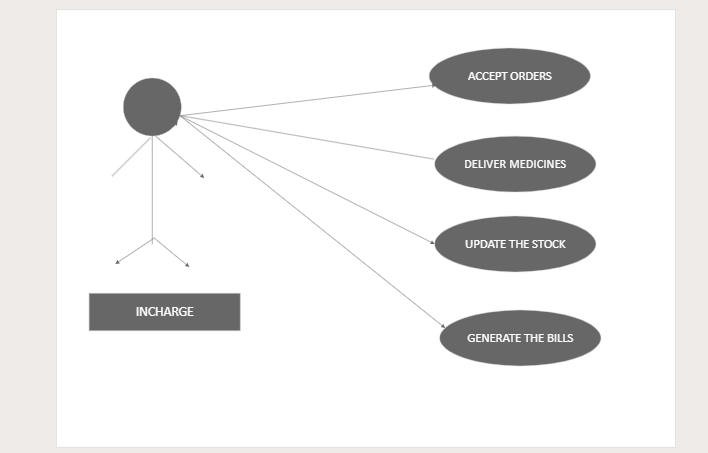 ACCEPT ORDERS
DELIVER MEDICINES
UPDATE THE STOCK
INCHARGE
GENERATE THE BILLS